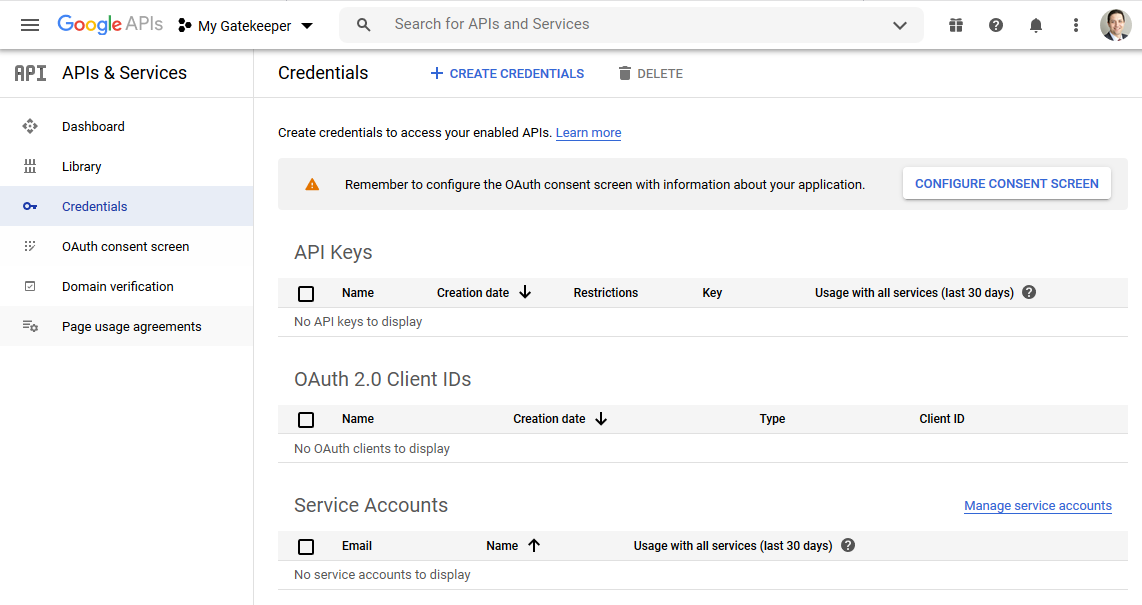 Google APIs My Gatekeeper Search for APIs and Services
API APIs & Services Credentials CREATE CREDENTIALS DELETE
Dashboard
Create credentials to access your enabled APIs. Learn more
Library
Remember to configure the OAuth consent screen with information about your application. CONFIGURE CONSENT SCREEN
Credentials
OAuth consent screen
Domain verification
Page usage agreements
API Keys
Name Creation date Restrictions Key Usage with all services (last 30 days)
No API keys to display
OAuth 2.0 Client IDs
Name Creation date Type Client ID
No OAuth clients to display
Service Accounts Manage service accounts
Email Name Usage with all services (last 30 days)
No service accounts to display